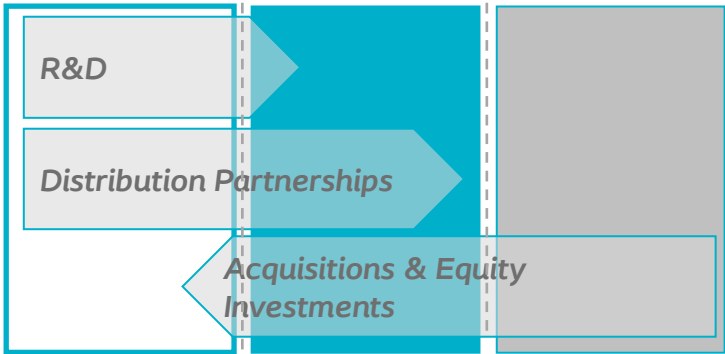 R&D
Distribution Partnerships
Acquisitions & Equity
Investments